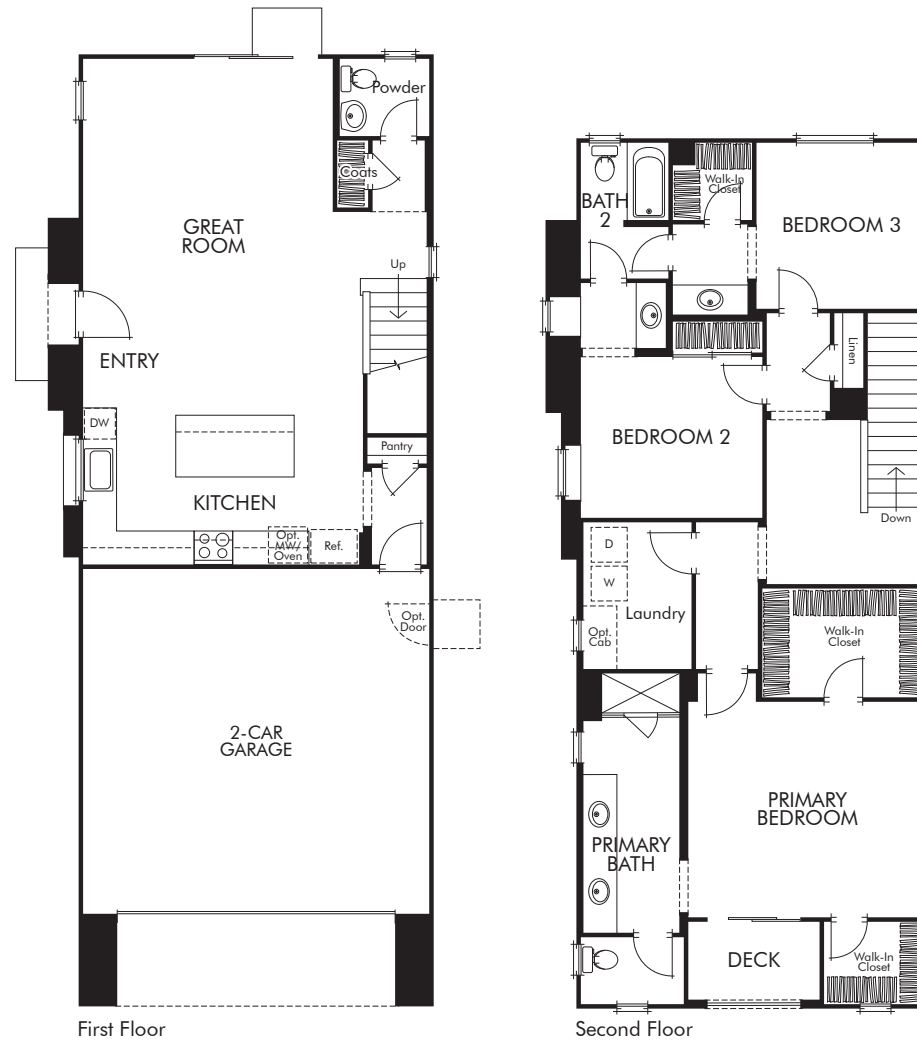 Powder
Coats
GREAT
ROOM
Up
ENTRY
DW
Pantry
KITCHEN
Opt.
MW/
Oven
Ref.
Opt.
Door
2-CAR
GARAGE
First Floor
Walk-In
Closet
BATH
2
BEDROOM 3
Linen
BEDROOM 2
Down
D
W
Laundry
Opt.
Cab
Walk-In
Closet
PRIMARY
BEDROOM
PRIMARY
BATH
DECK
Walk-In
Closet
Second Floor